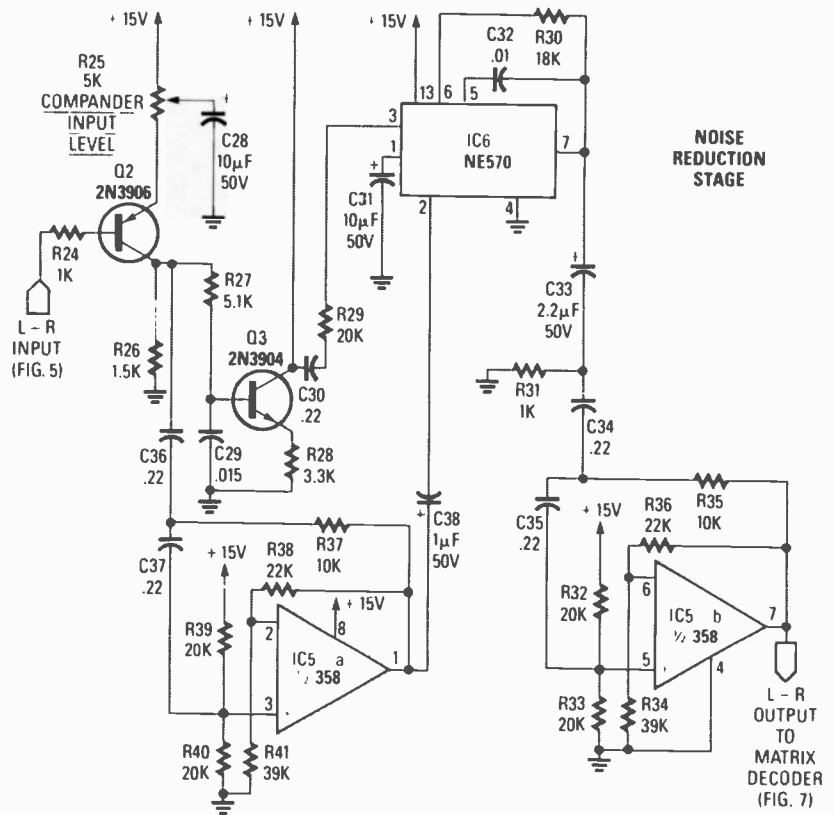 + 15V
+ 15V
+ 15V
R25
5K
COMPANDER
INPUT
LEVEL
+
C28
10µF
50V
Q2
2N3906
R24
1K
L – R
INPUT
(FIG. 5)
R26
1.5K
R27
5.1K
Q3
2N3904
C29
.015
R28
3.3K
C30
.22
R29
20K
C32
.01
R30
18K
13
6
5
3
1
2
4
7
IC6
NE570
+
C31
10µF
50V
NOISE
REDUCTION
STAGE
+
C33
2.2µF
50V
R31
1K
C34
.22
C36
.22
C37
.22
R37
10K
+ 15V
R38
22K
+ 15V
R39
20K
R40
20K
R41
39K
2
3
8
1
IC5 a
358
C38
1µF
50V
+
C35
.22
R35
10K
R36
22K
+ 15V
R32
20K
R33
20K
R34
39K
6
5
7
4
IC5 b
½ 358
L – R
OUTPUT
TO
MATRIX
DECODER
(FIG. 7)